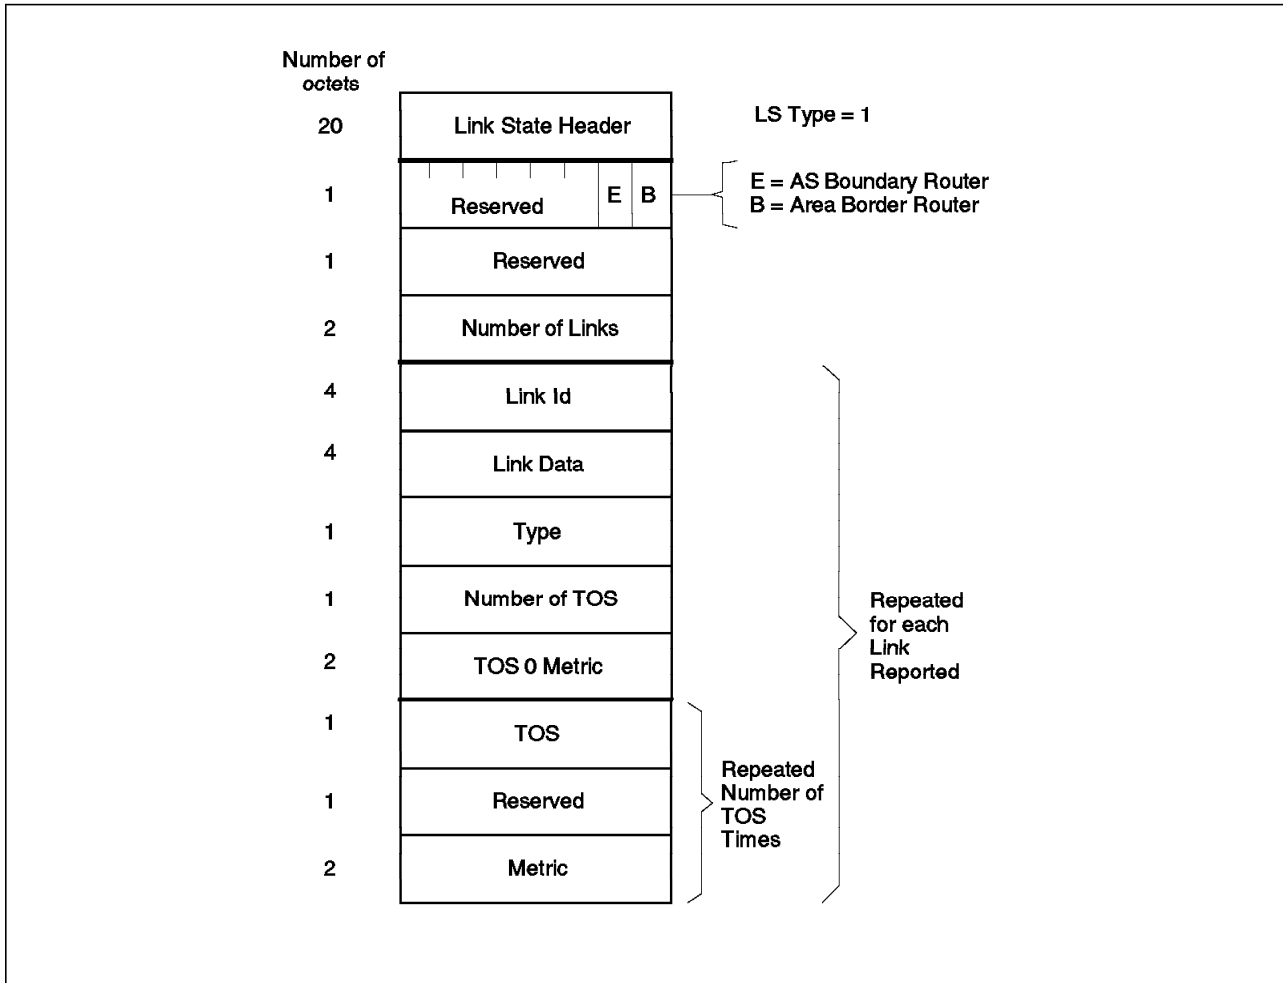 Number of
octets
20
Link State Header
LS Type = 1
1
Reserved
E
B
E = AS Boundary Router
B = Area Border Router
1
Reserved
2
Number of Links
4
Link Id
4
Link Data
1
Type
1
Number of TOS
2
TOS 0 Metric
Repeated
for each
Link
Reported
1
TOS
1
Reserved
2
Metric
Repeated
Number of
TOS
Times